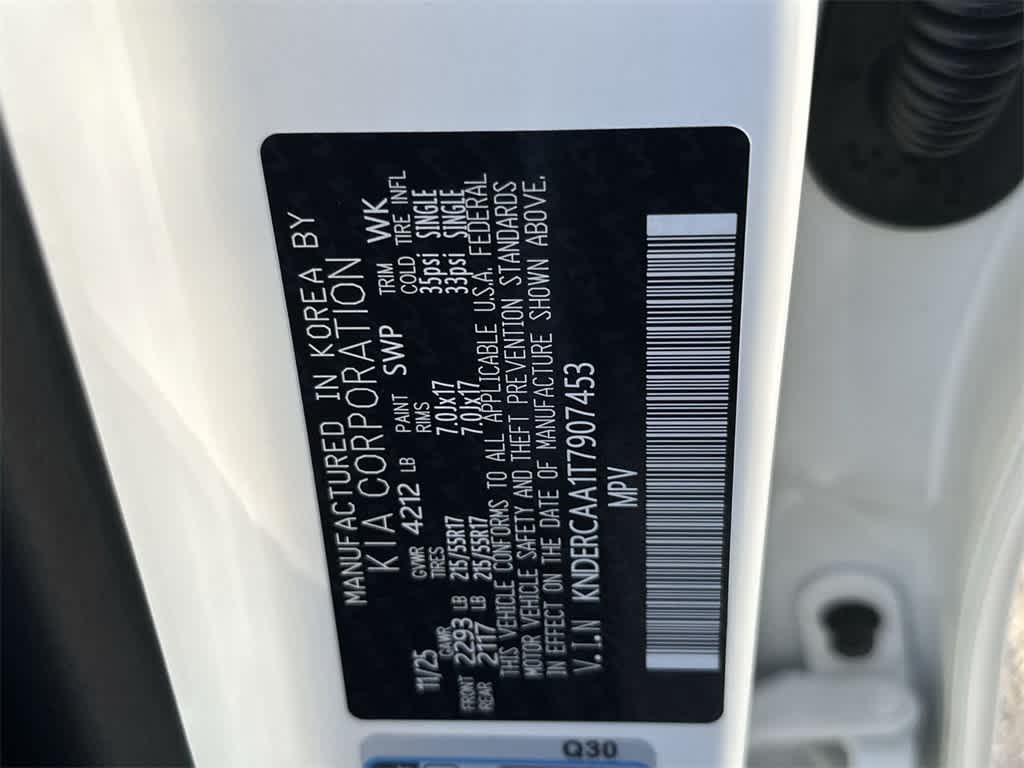 MANUFACTURED IN KOREA BY
KIA CORPORATION
11/25 GVWR 4212 LB PAINT SWP TRIM WK
GAWR TIRES RIMS COLD TIRE INFL
FRONT 2293 LB 215/55R17 7.0Jx17 35psi SINGLE
REAR 2117 LB 215/55R17 7.0Jx17 33psi SINGLE
THIS VEHICLE CONFORMS TO ALL APPLICABLE U.S.A. FEDERAL
MOTOR VEHICLE SAFETY AND THEFT PREVENTION STANDARDS
IN EFFECT ON THE DATE OF MANUFACTURE SHOWN ABOVE.
V.I.N KNDERCAA1T7907453
MPV
Q30